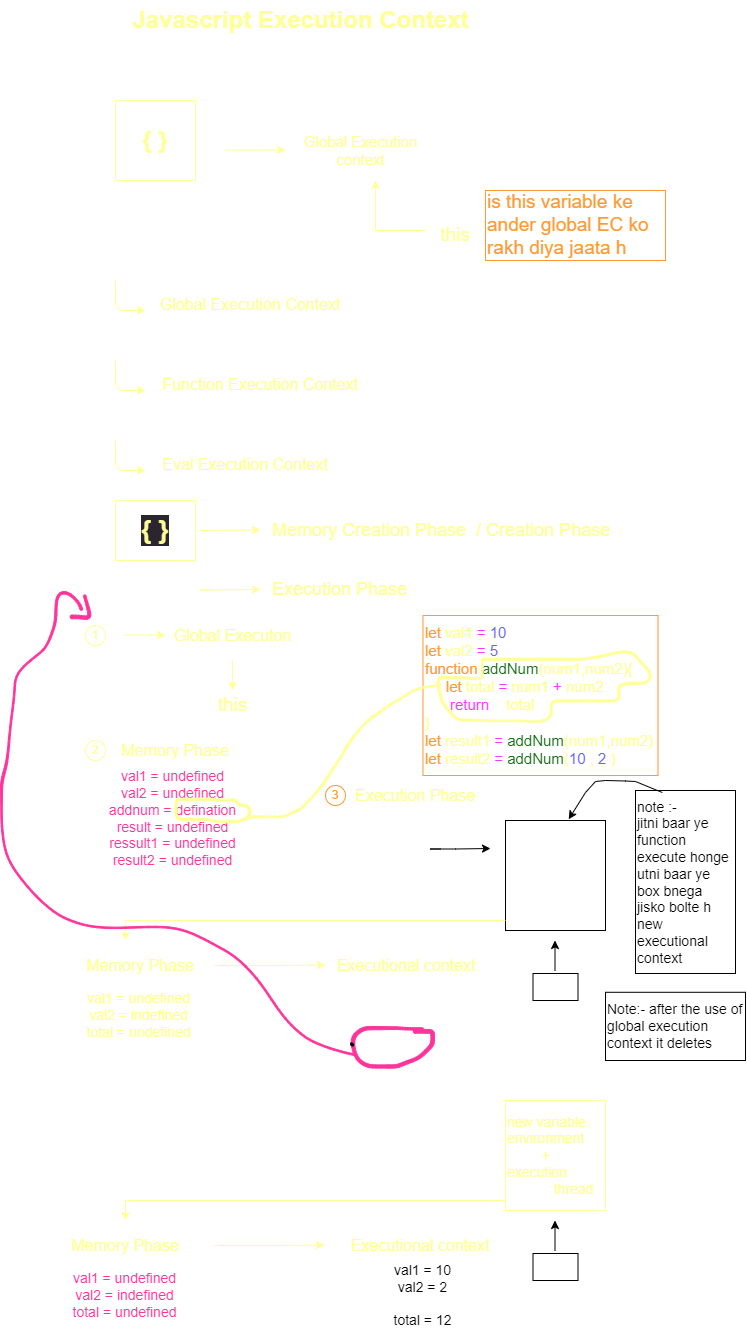 Javascript Execution Context
{ }
Global Execution
context
this
is this variable ke
ander global EC ko
rakh diya jaata h
Global Execution Context
Function Execution Context
Eval Execution Context
{ }
Memory Creation Phase / Creation Phase
Execution Phase
1
Global Executon
this
let val1 = 10
let val2 = 5
function addNum(num1,num2){
let total = num1 + num2
return total
}
let result1 = addNum(num1,num2)
let result2 = addNum(10 , 2 )
2
Memory Phase
val1 = undefined
val2 = undefined
addnum = defination
result = undefined
ressult1 = undefined
result2 = undefined
3
Execution Phase
note :-
jitni baar ye
function
execute honge
utni baar ye
box bnega
jisko bolte h
new
executional
context
Memory Phase
Executional context
val1 = undefined
val2 = indefined
total = undefined
Note:- after the use of
global execution
context it deletes
new variable
environment
+
execution
thread
Memory Phase
Executional context
val1 = undefined
val2 = indefined
total = undefined
val1 = 10
val2 = 2
total = 12